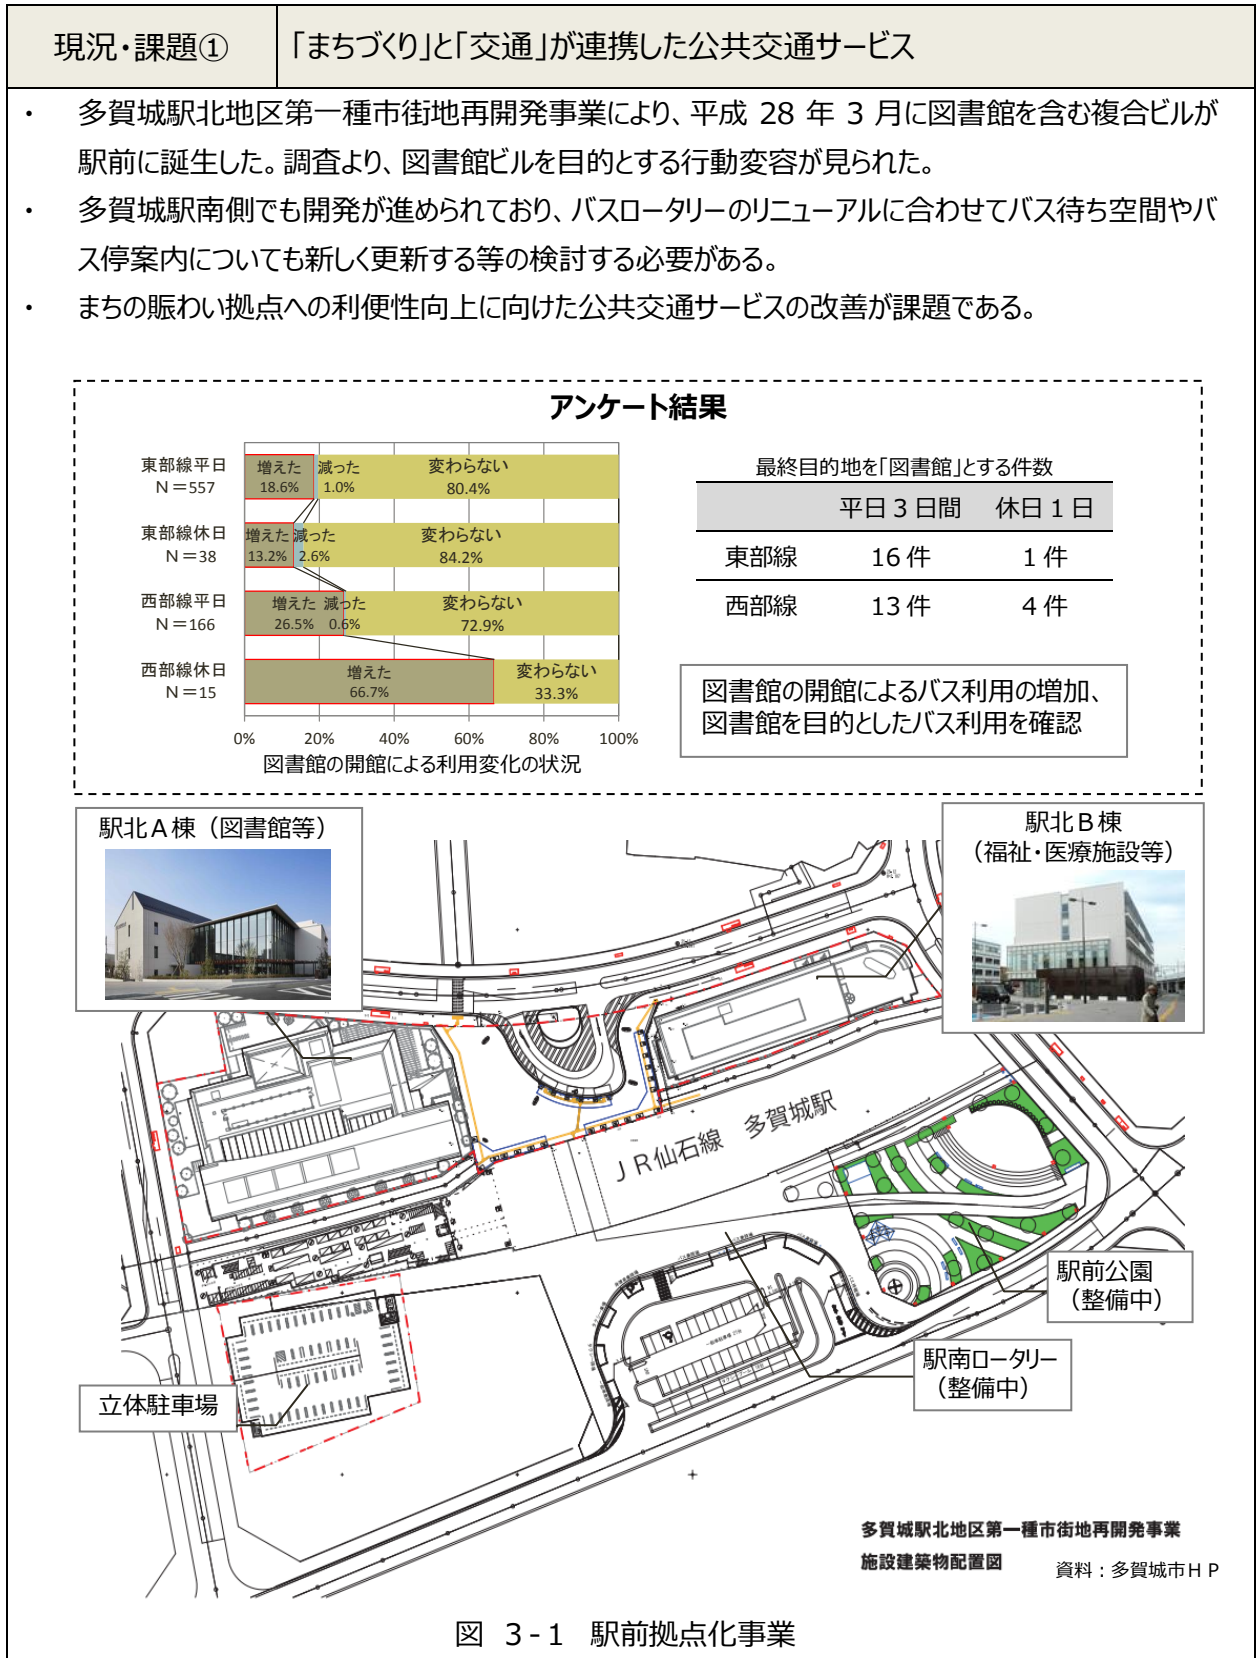 現況・課題①
「まちづくり」と「交通」が連携した公共交通サービス
・ 多賀城駅北地区第一種市街地再開発事業により、平成 28 年 3 月に図書館を含む複合ビルが
駅前に誕生した。調査より、図書館ビルを目的とする行動変容が見られた。
・ 多賀城駅南側でも開発が進められており、バスロータリーのリニューアルに合わせてバス待ち空間やバ
ス停案内についても新しく更新する等の検討する必要がある。
・ まちの賑わい拠点への利便性向上に向けた公共交通サービスの改善が課題である。
アンケート結果
東部線平日
N=557
増えた
18.6%
減った
1.0%
変わらない
80.4%
東部線休日
N=38
増えた
13.2%
減った
2.6%
変わらない
84.2%
西部線平日
N=166
増えた
26.5%
減った
0.6%
変わらない
72.9%
西部線休日
N=15
増えた
66.7%
変わらない
33.3%
0% 20% 40% 60% 80% 100%
図書館の開館による利用変化の状況
最終目的地を「図書館」とする件数
平日３日間 休日１日
東部線 16 件 1 件
西部線 13 件 4 件
図書館の開館によるバス利用の増加、
図書館を目的としたバス利用を確認
駅北Ａ棟（図書館等）
駅北Ｂ棟
（福祉・医療施設等）
ＪＲ仙石線 多賀城駅
駅前公園
（整備中）
駅南ロータリー
（整備中）
立体駐車場
多賀城駅北地区第一種市街地再開発事業
施設建築物配置図
資料：多賀城市ＨＰ
図 3-1 駅前拠点化事業